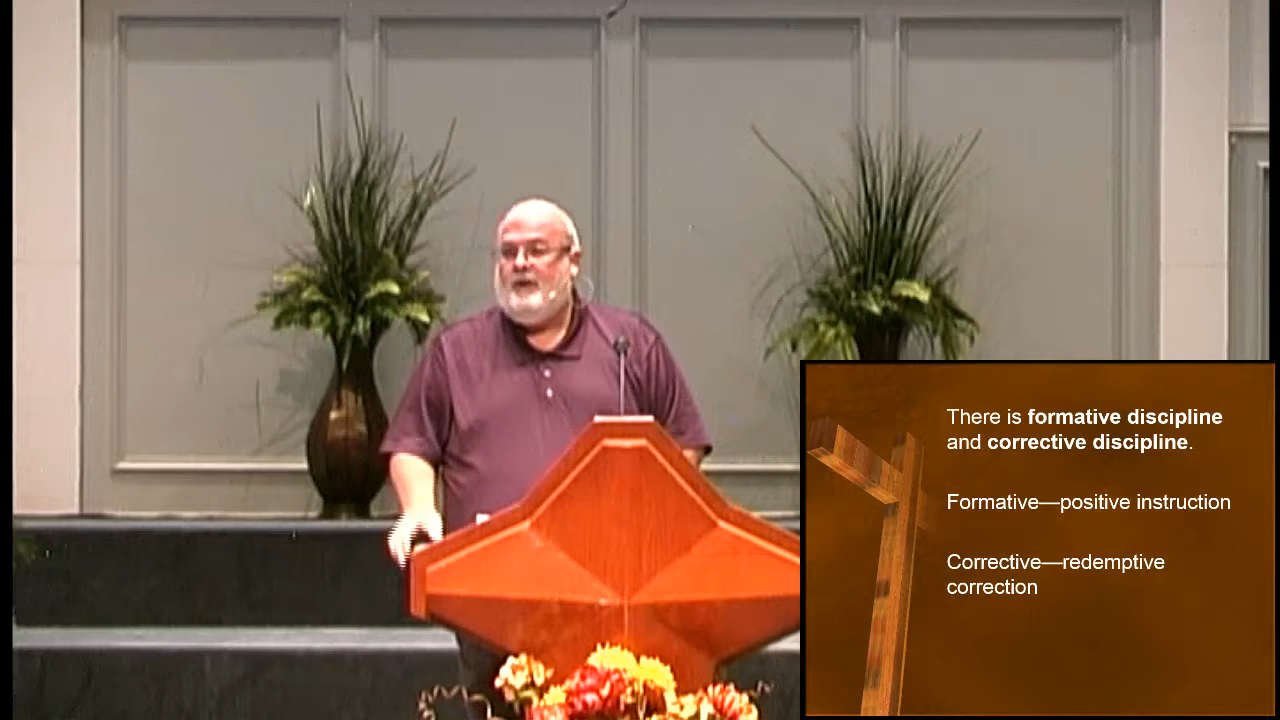 There is formative discipline
and corrective discipline.
Formative—positive instruction
Corrective—redemptive
correction